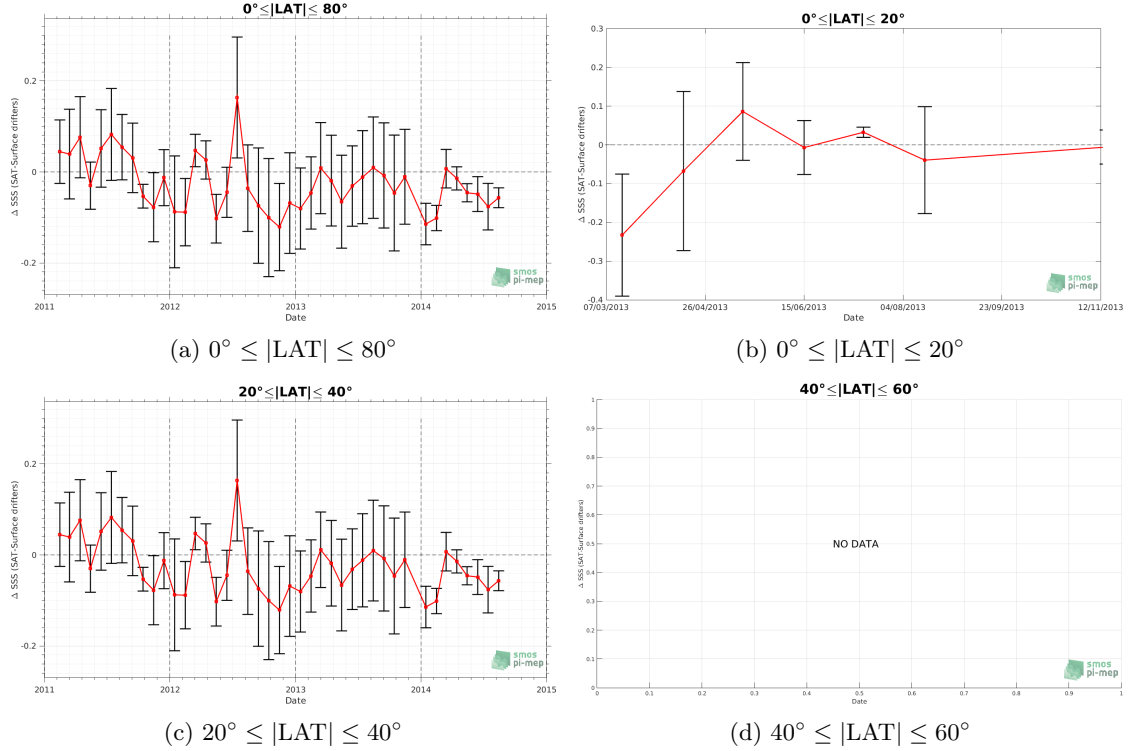 0°≤|LAT|≤ 80°
Δ SSS (SAT-Surface drifters)
0.2
0
-0.2
2011
2012
2013
2014
2015
Date
smos
pi-mep
(a) 0° ≤ |LAT| ≤ 80°
0°≤|LAT|≤ 20°
Δ SSS (SAT-Surface drifters)
0.3
0.2
0.1
0
-0.1
-0.2
-0.3
-0.4
07/03/2013
26/04/2013
15/06/2013
04/08/2013
23/09/2013
12/11/2013
Date
smos
pi-mep
(b) 0° ≤ |LAT| ≤ 20°
20°≤|LAT|≤ 40°
Δ SSS (SAT-Surface drifters)
0.2
0
-0.2
2011
2012
2013
2014
2015
Date
smos
pi-mep
(c) 20° ≤ |LAT| ≤ 40°
40°≤|LAT|≤ 60°
Δ SSS (SAT-Surface drifters)
1
0.9
0.8
0.7
0.6
0.5
0.4
0.3
0.2
0.1
0
NO DATA
0
0.1
0.2
0.3
0.4
0.5
0.6
0.7
0.8
0.9
1
Date
smos
pi-mep
(d) 40° ≤ |LAT| ≤ 60°